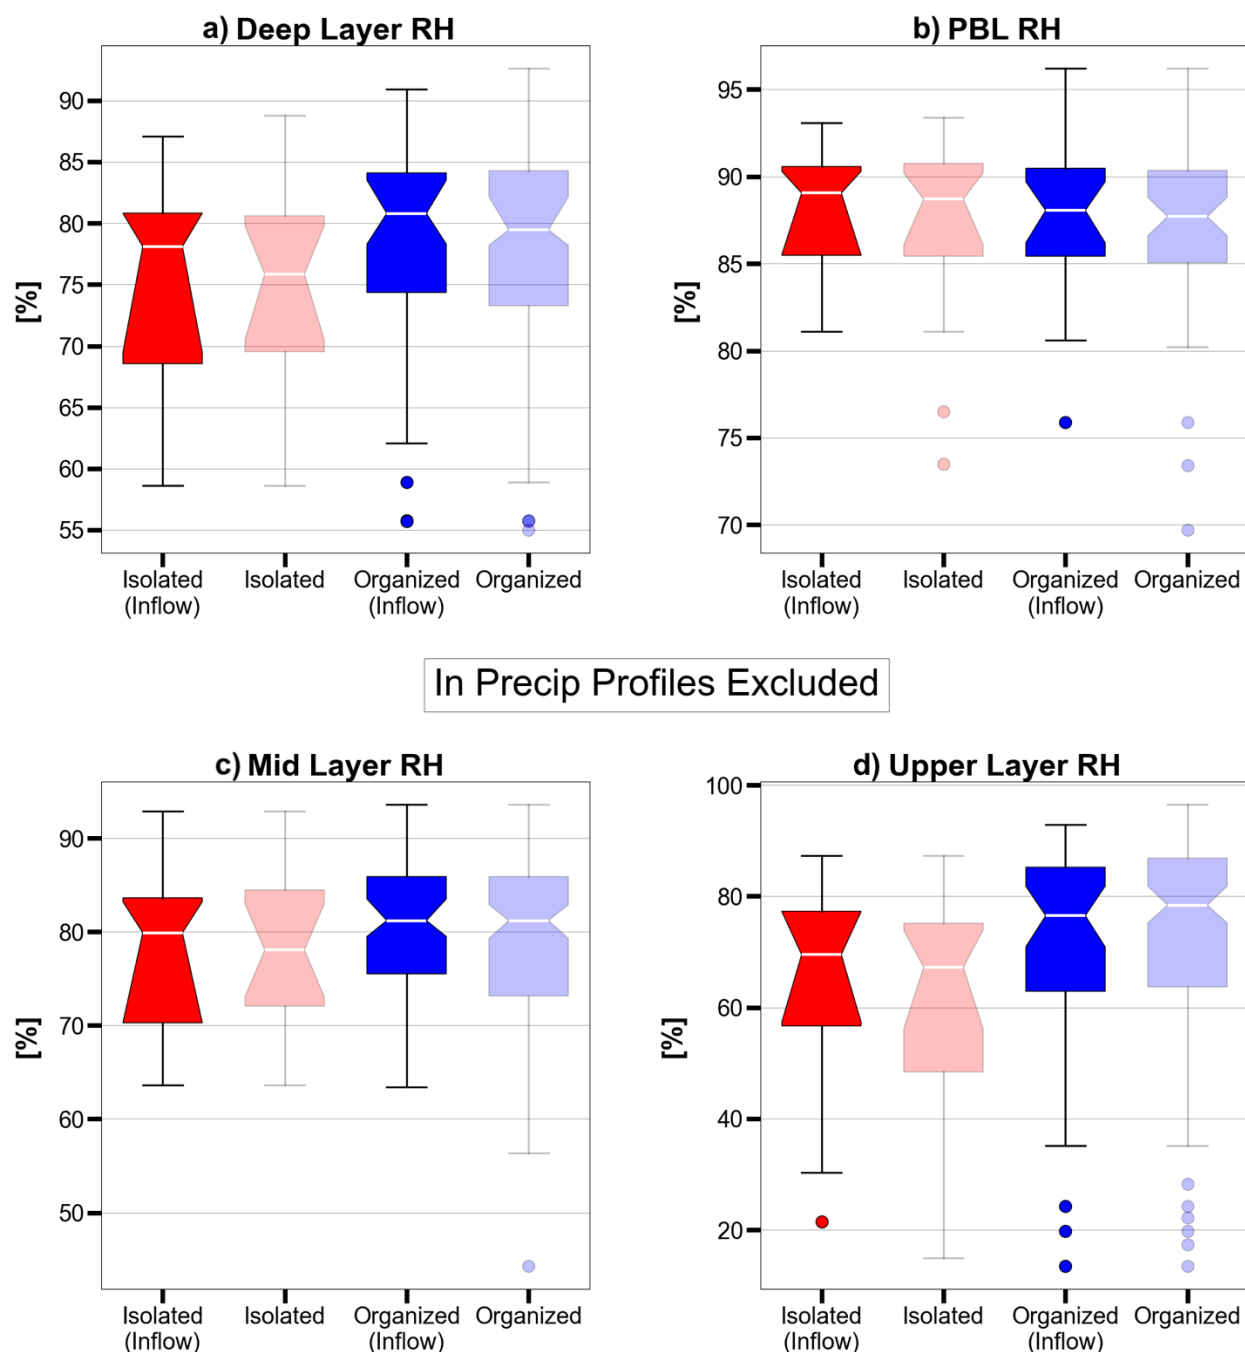 a) Deep Layer RH
[%]
90
85
80
75
70
65
60
55
Isolated (Inflow)
Isolated
Organized (Inflow)
Organized
b) PBL RH
[%]
95
90
85
80
75
70
Isolated (Inflow)
Isolated
Organized (Inflow)
Organized
In Precip Profiles Excluded
c) Mid Layer RH
[%]
90
80
70
60
50
Isolated (Inflow)
Isolated
Organized (Inflow)
Organized
d) Upper Layer RH
[%]
100
80
60
40
20
Isolated (Inflow)
Isolated
Organized (Inflow)
Organized